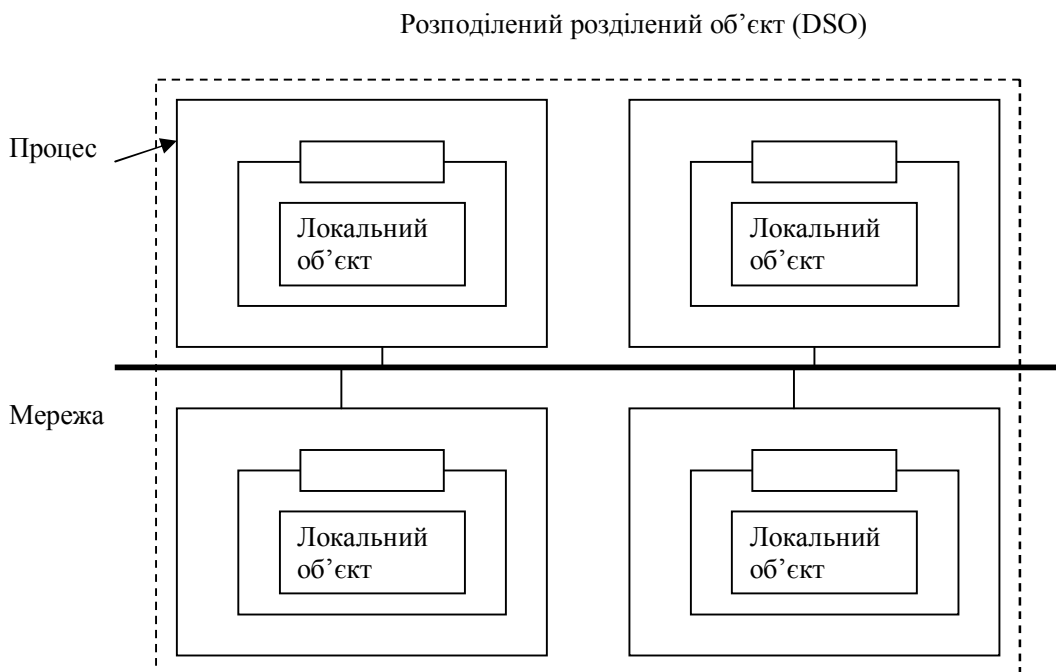 Розподілений розділений об’єкт (DSO)
Процес
Локальний
об’єкт
Локальний
об’єкт
Мережа
Локальний
об’єкт
Локальний
об’єкт